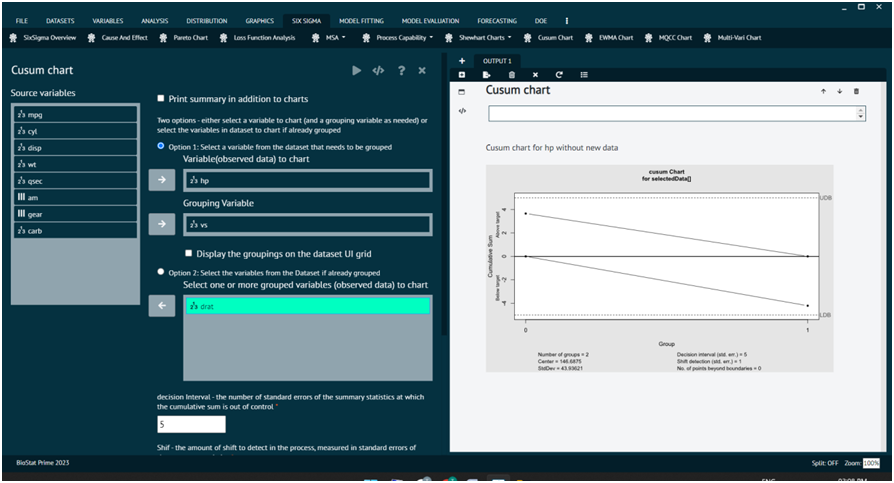 FILE DATASETS VARIABLES ANALYSIS DISTRIBUTION GRAPHICS SIX SIGMA MODEL FITTING MODEL EVALUATION FORECASTING DOE
SixSigma Overview Cause And Effect Pareto Chart Loss Function Analysis MSA Process Capability Shewhart Charts Cusum Chart EWMA Chart MQCC Chart Multi-Vari Chart
Cusum chart
Source variables
mpg
cyl
disp
wt
qsec
am
gear
carb
Print summary in addition to charts
Two options - either select a variable to chart (and a grouping variable as needed) or
select the variables in dataset to chart if already grouped
Option 1: Select a variable from the dataset that needs to be grouped
Variable(observed data) to chart
hp
Grouping Variable
vs
Display the groupings on the dataset UI grid
Option 2: Select the variables from the Dataset if already grouped
Select one or more grouped variables (observed data) to chart
drat
decision Interval - the number of standard errors of the summary statistics at which
the cumulative sum is out of control *
5
Shif - the amount of shift to detect in the process, measured in standard errors of
OUTPUT 1
Cusum chart
Cusum chart for hp without new data
cusum Chart
for selectedData[]
Cumulative Sum
Above target
Below target
4
2
0
-2
-4
UDB
LDB
0 1
Group
Number of groups = 2
Center = 146.6875
StdDev = 43.93621
Decision interval (std. err.) = 5
Shift detection (std. err.) = 1
No. of points beyond boundaries = 0
BioStat Prime 2023
Split: OFF Zoom: 100%